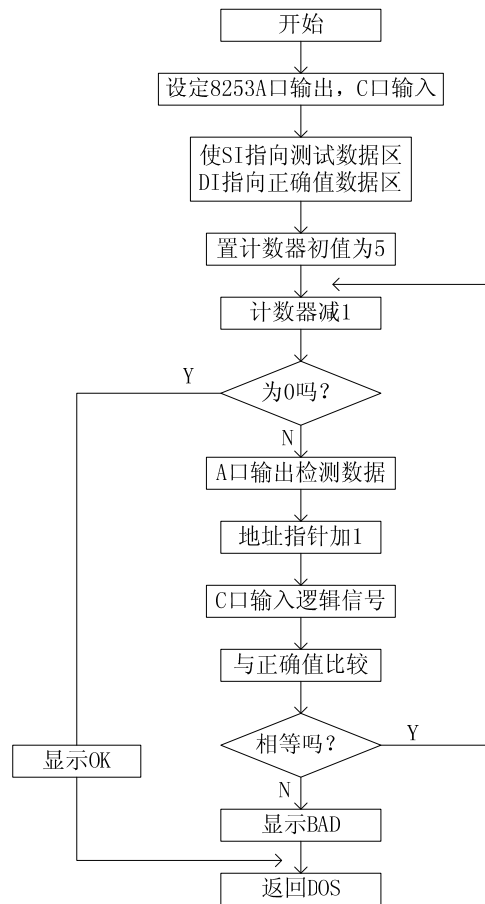 开始
设定8253A口输出，C口输入
使SI指向测试数据区
DI指向正确值数据区
置计数器初值为5
计数器减1
Y
为0吗？
N
A口输出检测数据
地址指针加1
C口输入逻辑信号
与正确值比较
相等吗？
Y
显示OK
N
显示BAD
返回DOS